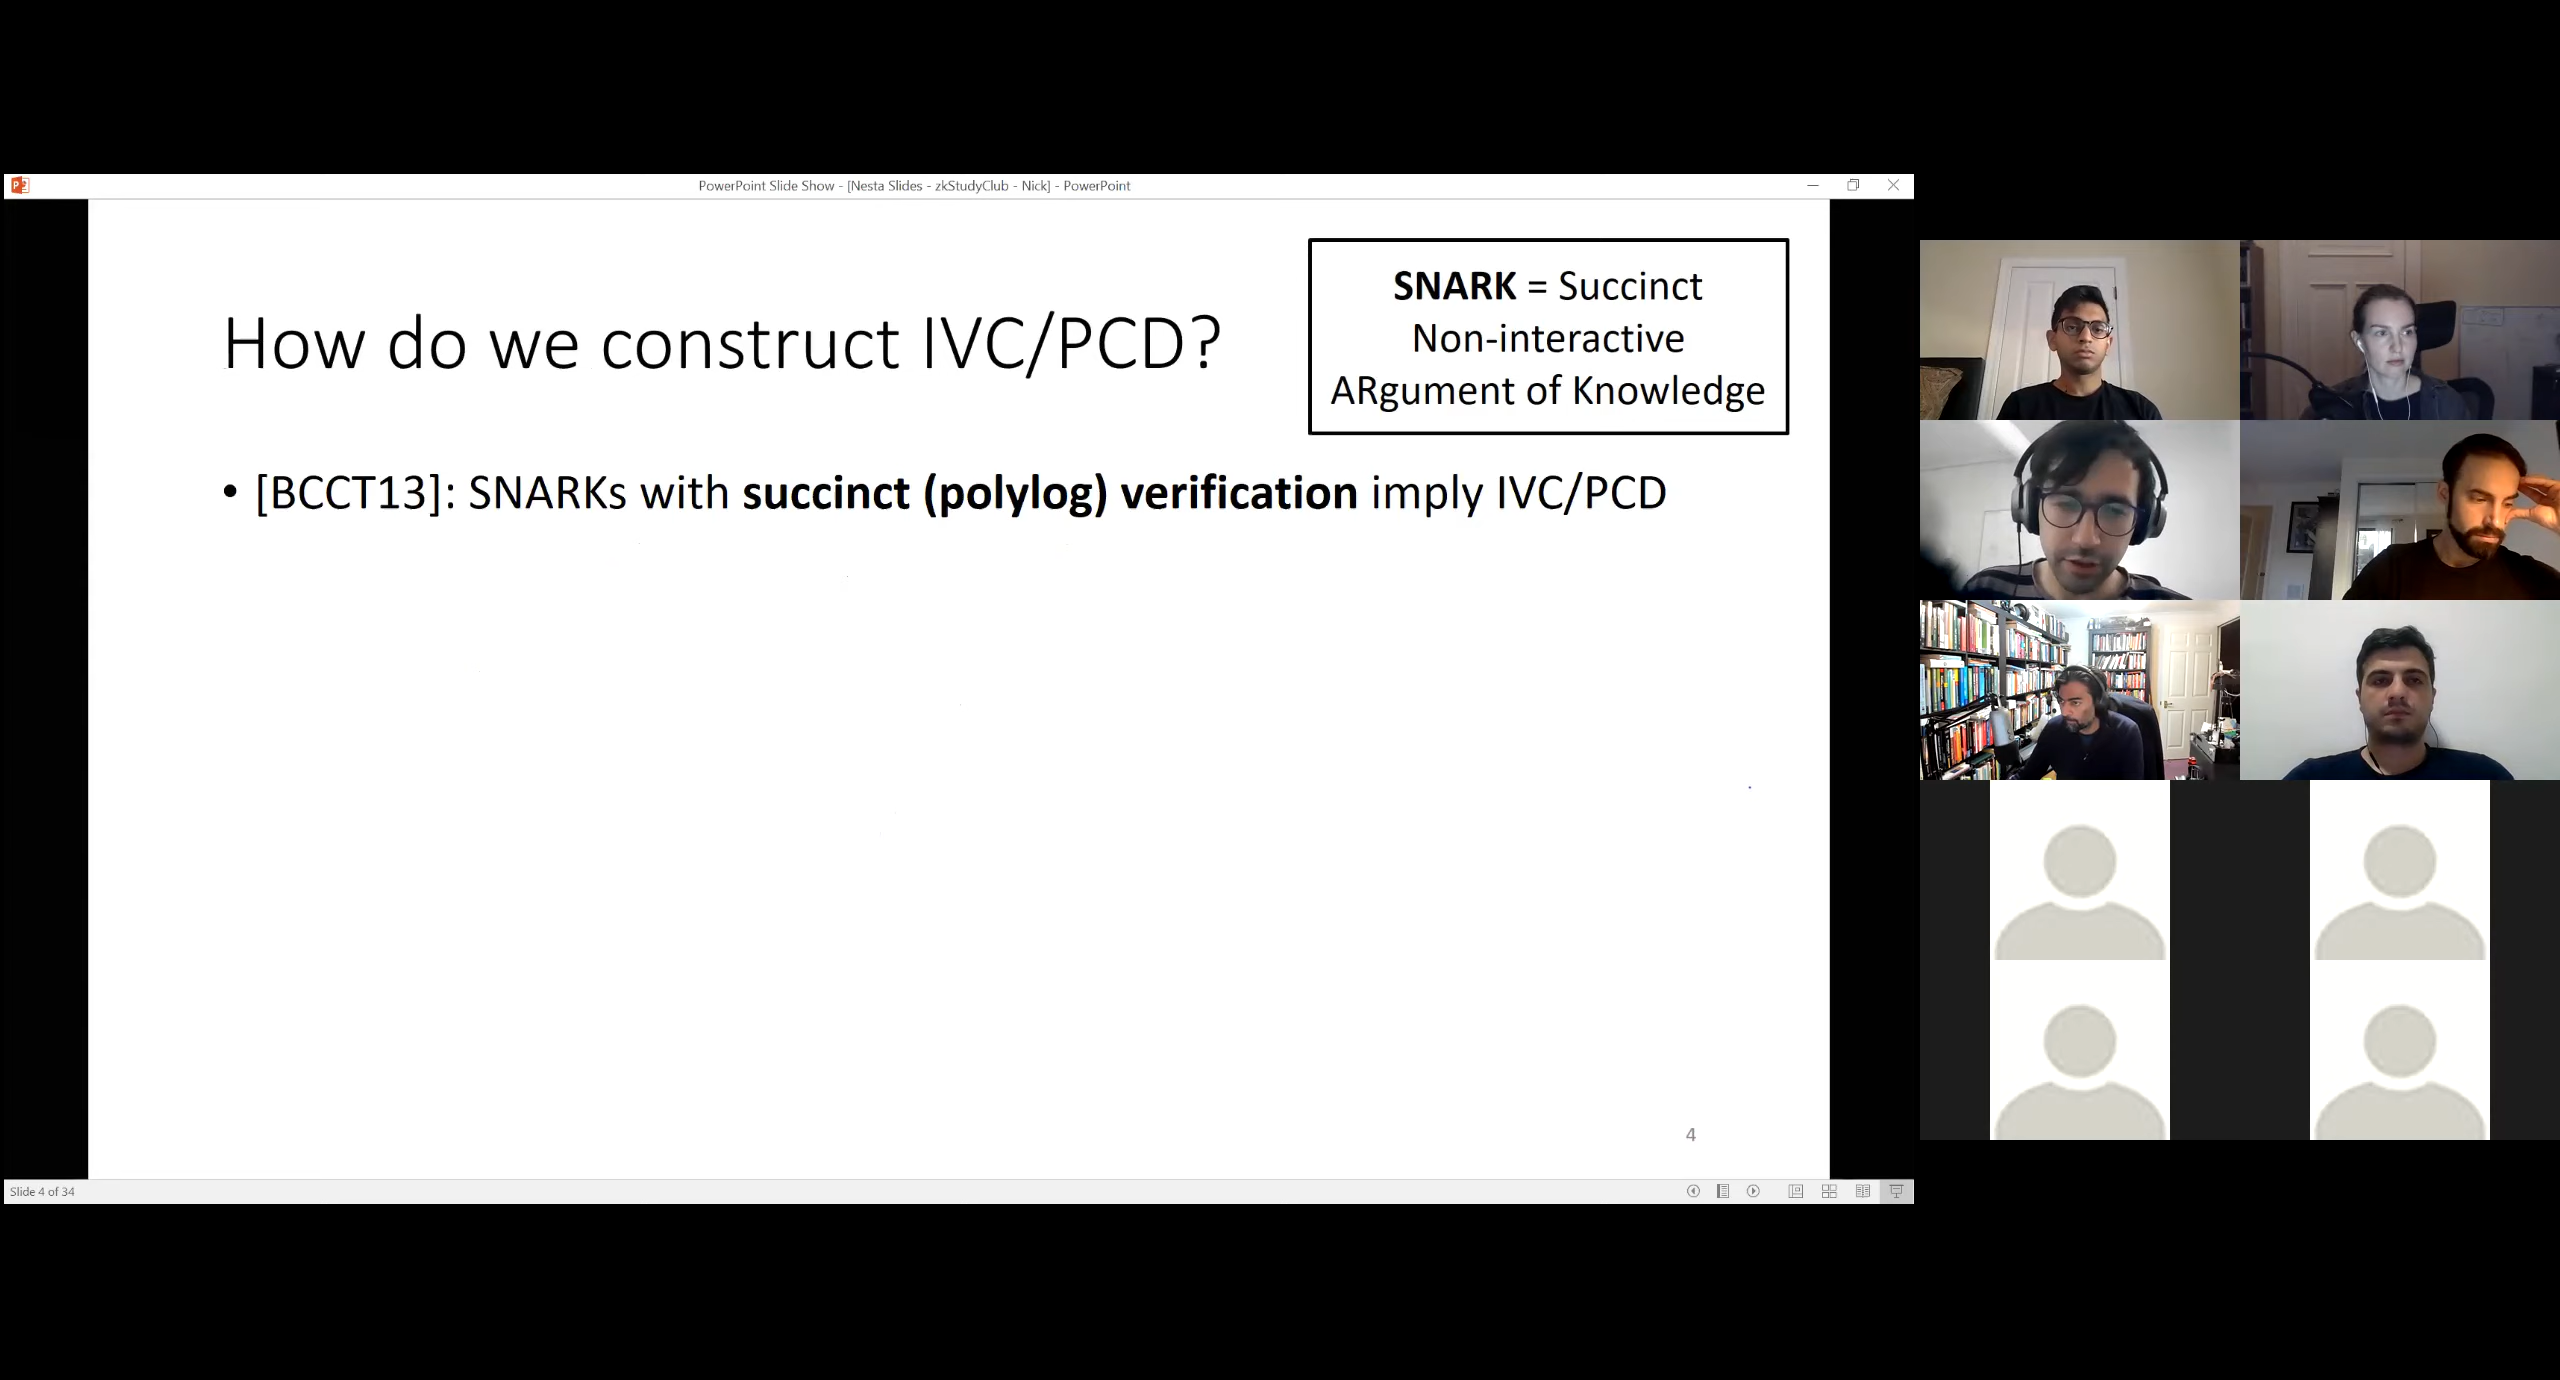 PowerPoint Slide Show - [Nesta Slides - zkStudyClub - Nick] - PowerPoint
How do we construct IVC/PCD?
SNARK = Succinct
Non-interactive
ARgument of Knowledge
• [BCCT13]: SNARKs with succinct (polylog) verification imply IVC/PCD
4
Slide 4 of 34